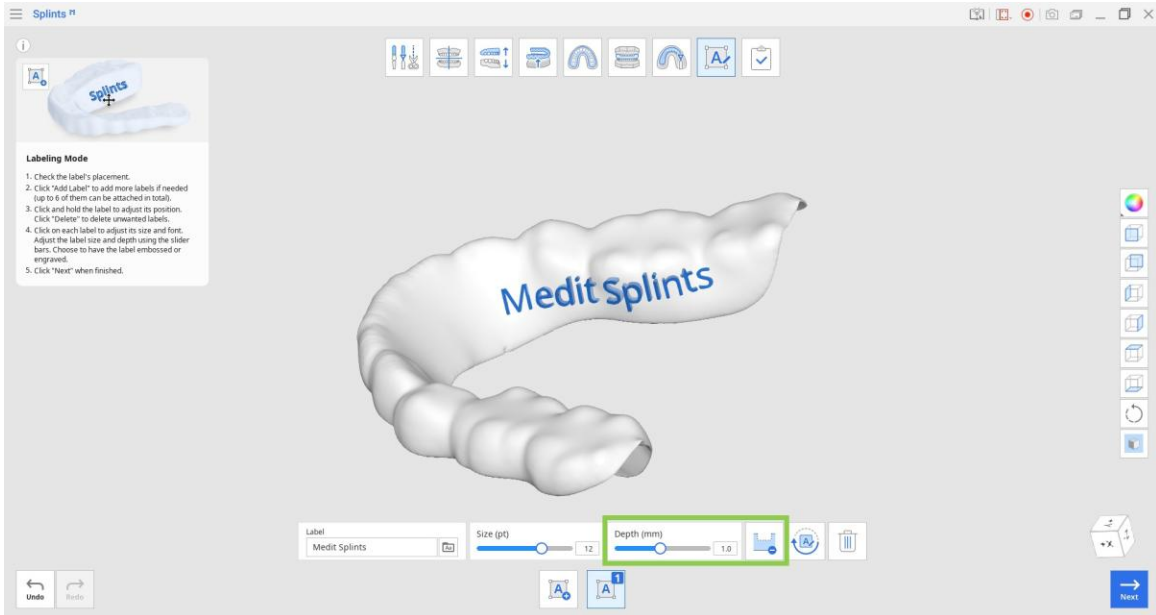 Splints
Splints
Labeling Mode
1. Check the label's placement.
2. Click "Add Label" to add more labels if needed
(up to 6 of them can be attached in total).
3. Click and hold the label to adjust its position.
Click "Delete" to delete unwanted labels.
4. Click on each label to adjust its size and font.
Adjust the label size and depth using the slider
bars. Choose to have the label embossed or
engraved.
5. Click "Next" when finished.
Medit Splints
Label
Medit Splints
Size (pt)
12
Depth (mm)
1.0
A
A
1
Undo
Redo
+X
Next